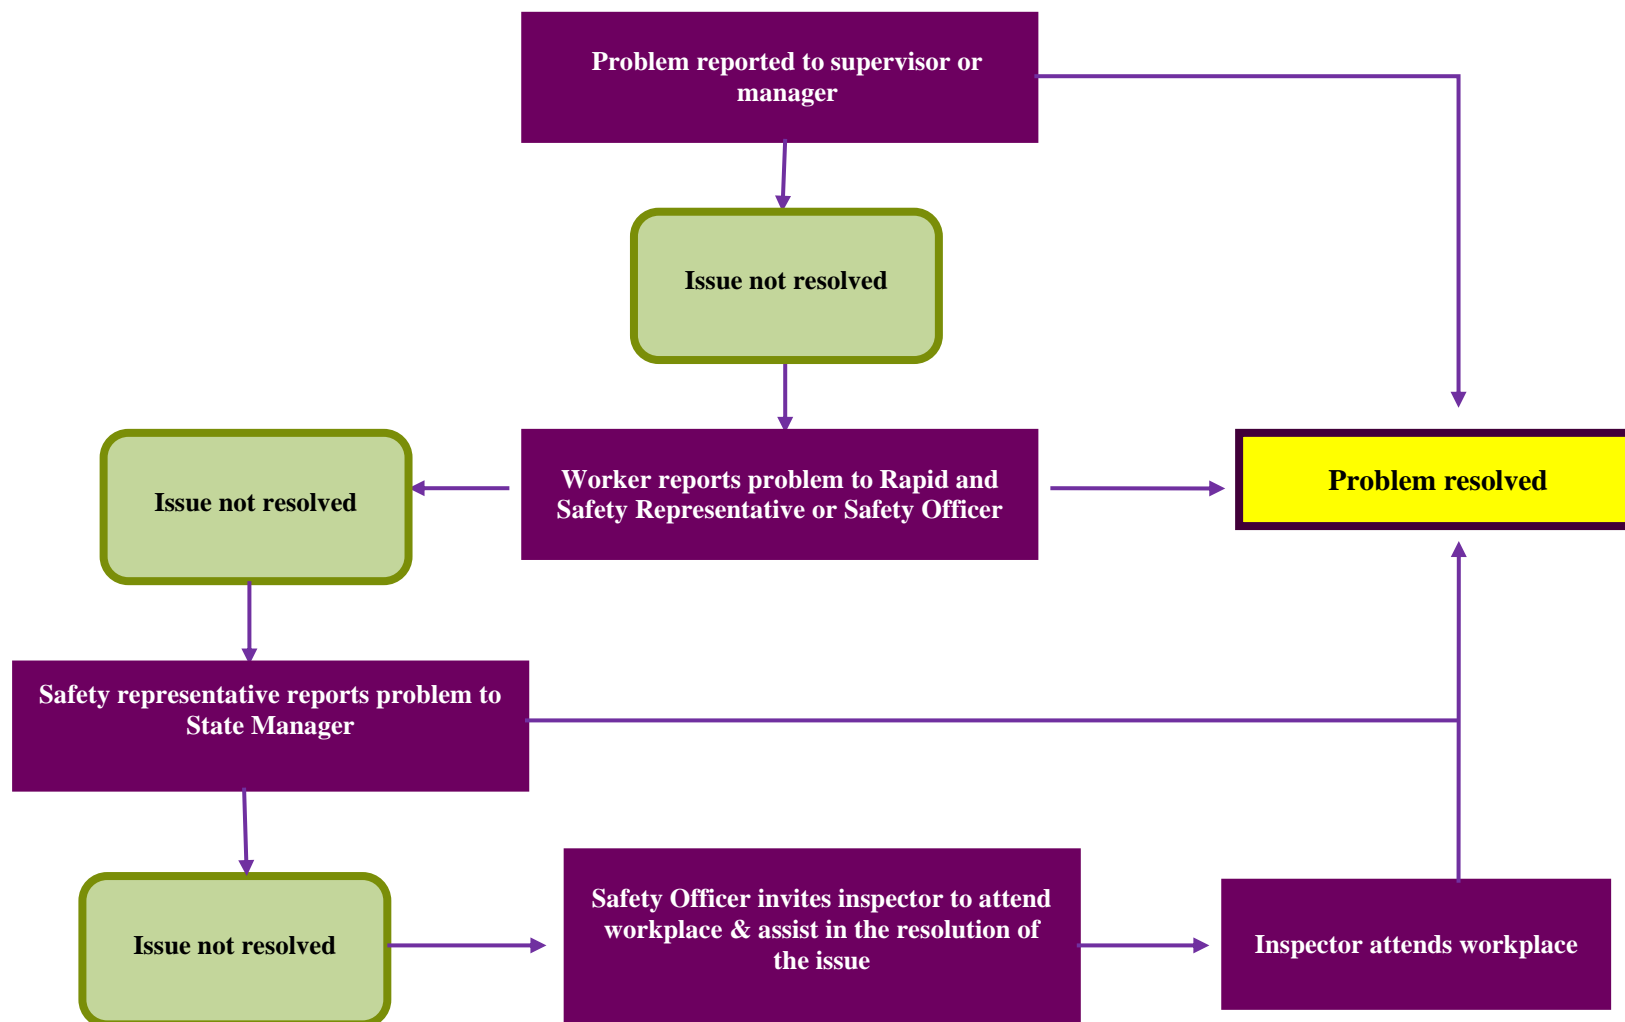 Problem reported to supervisor or
manager
Issue not resolved
Issue not resolved
Worker reports problem to Rapid and
Safety Representative or Safety Officer
Problem resolved
Safety representative reports problem to
State Manager
Issue not resolved
Safety Officer invites inspector to attend
workplace & assist in the resolution of
the issue
Inspector attends workplace